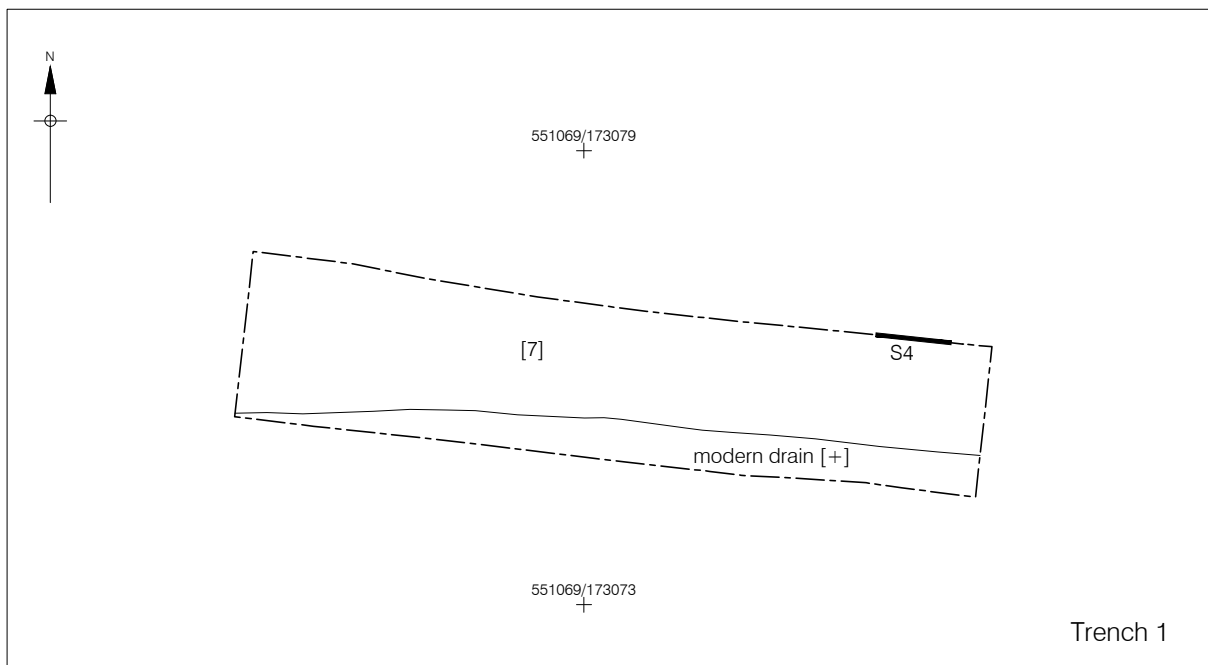 N
551069/173079
[7]
S4
modern drain [+]
551069/173073
Trench 1